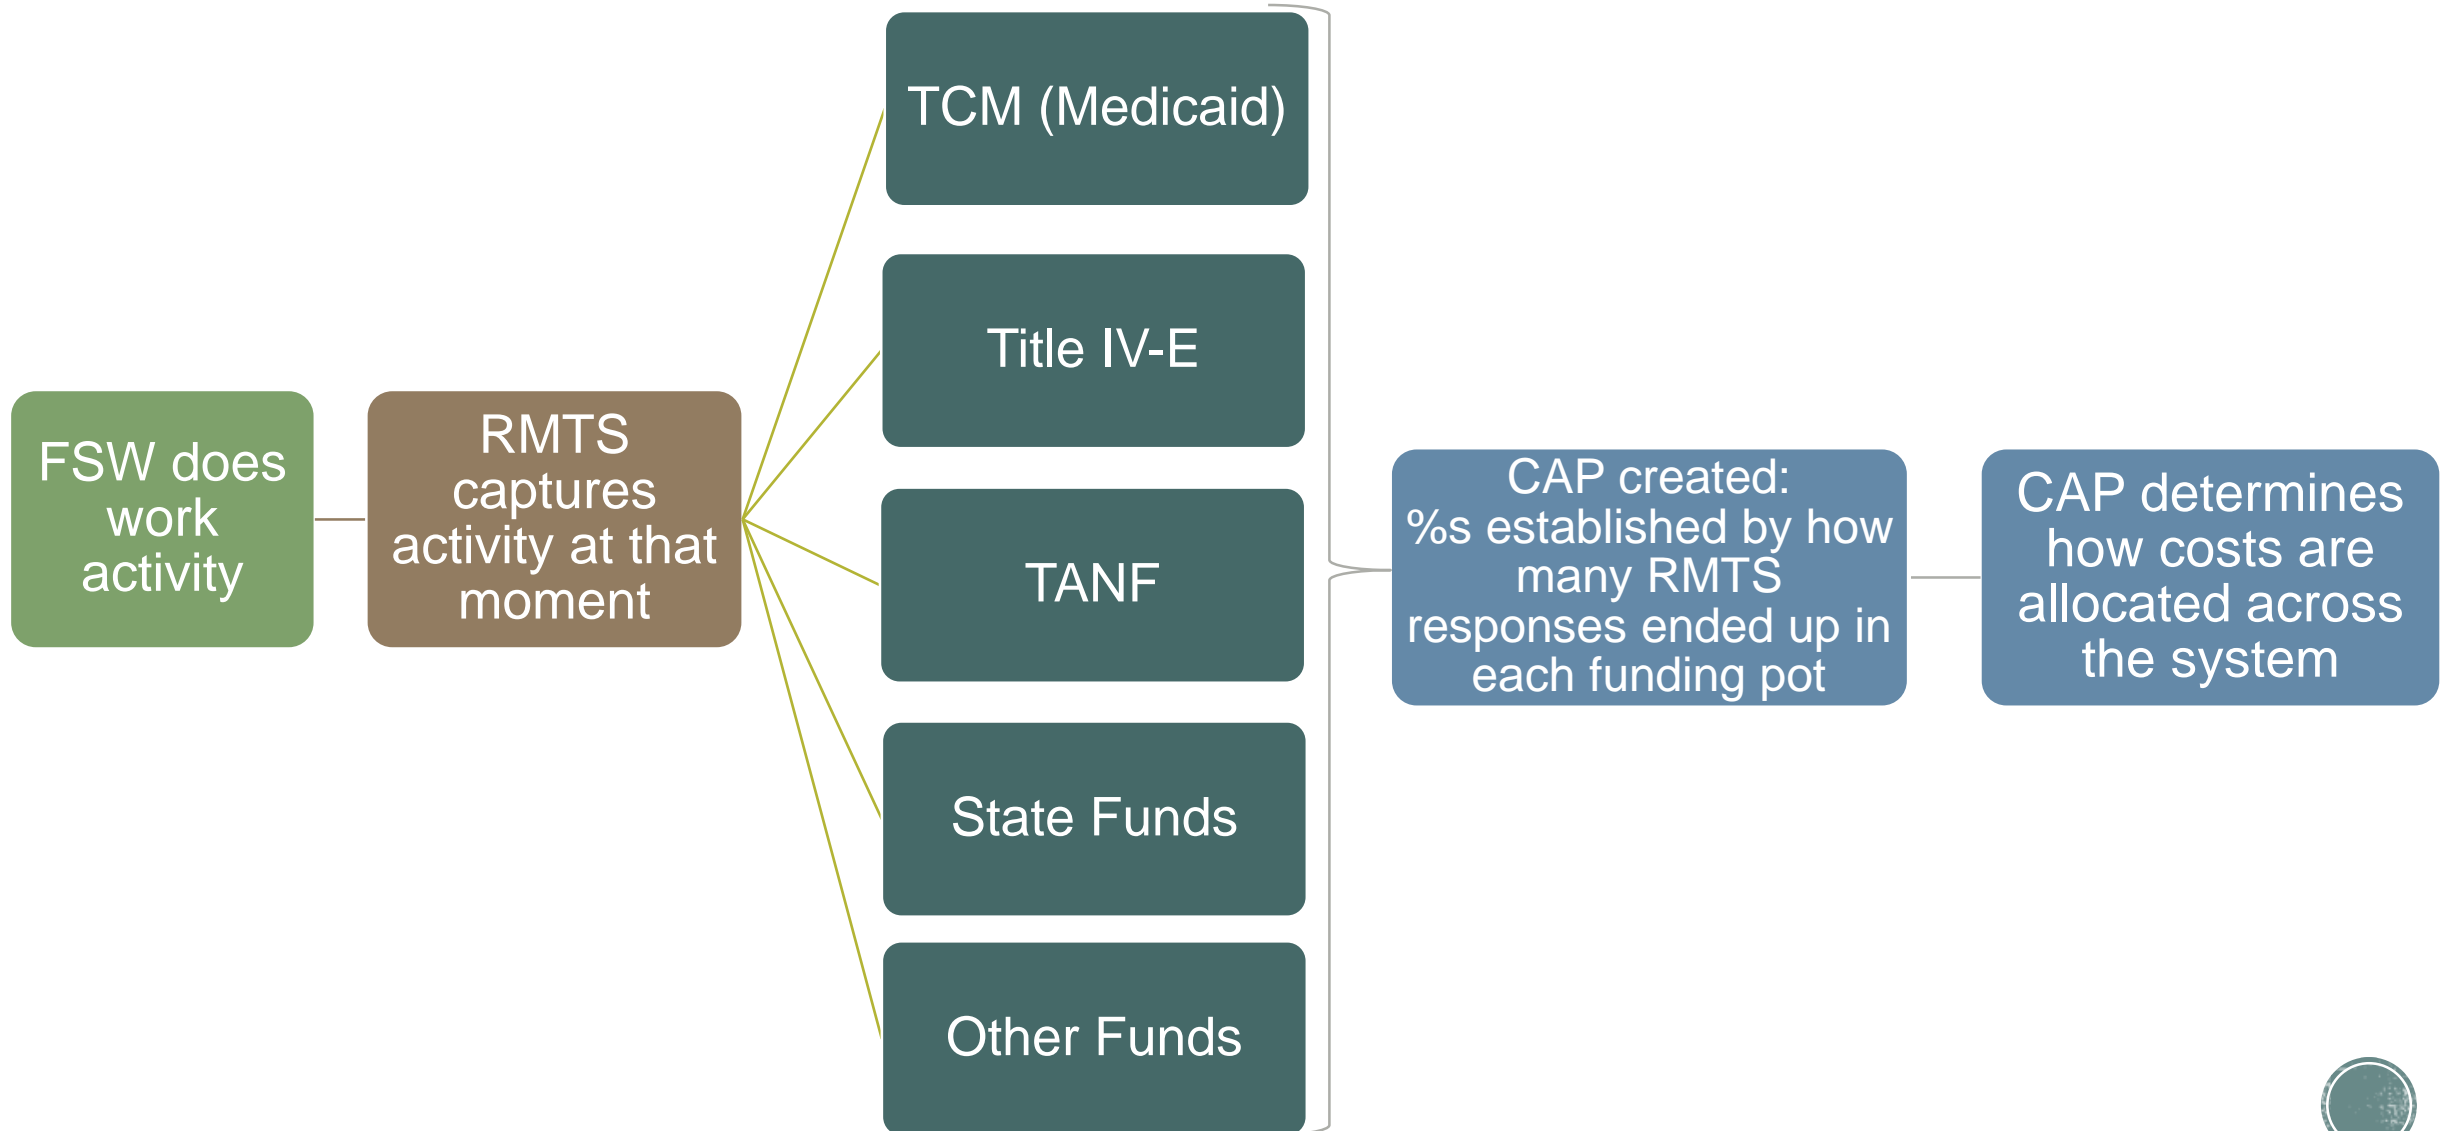 FSW does
work
activity
RMTS
captures
activity at that
moment
TCM (Medicaid)
Title IV-E
TANF
State Funds
Other Funds
CAP created:
%s established by how
many RMTS
responses ended up in
each funding pot
CAP determines
how costs are
allocated across
the system